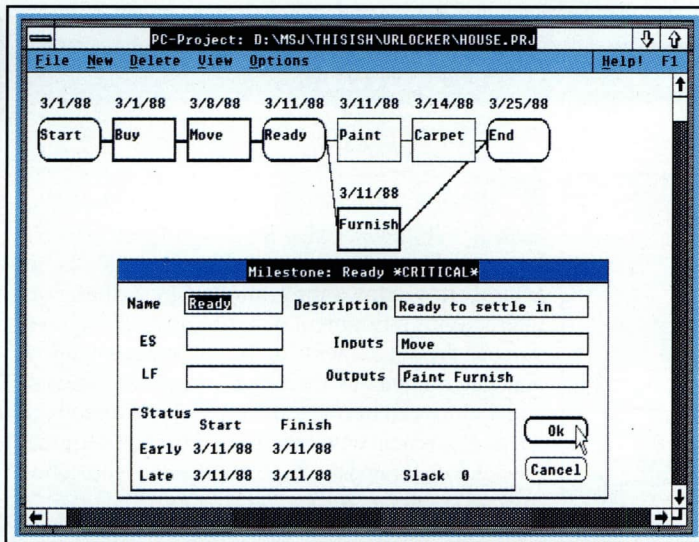 PC-Project: D:\MSJ\THISISH\URLOCKER\HOUSE.PRJ
File New Delete View Options Help! F1
3/1/88 3/1/88 3/8/88 3/11/88 3/11/88 3/14/88 3/25/88
Start Buy Move Ready Paint Carpet End
3/11/88
Furnish
Milestone: Ready *CRITICAL*
Name Ready Description Ready to settle in
ES Inputs Move
LF Outputs Paint Furnish
Status
Start Finish
Early 3/11/88 3/11/88
Late 3/11/88 3/11/88 Slack 0
Ok
Cancel